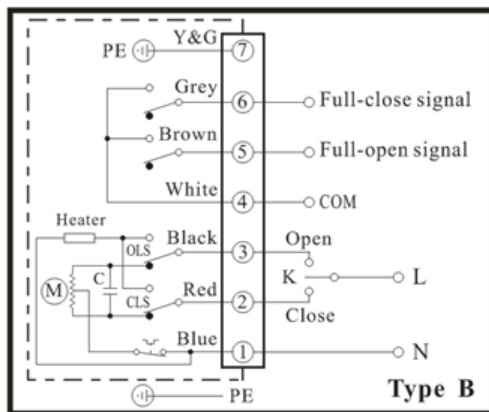 Y&G
PE 7
Grey
6 Full-close signal
Brown
5 Full-open signal
White
4 COM
Heater
OLS Black 3 Open
C K L
M CLS Red 2
Close
Blue
1 N
PE Type B